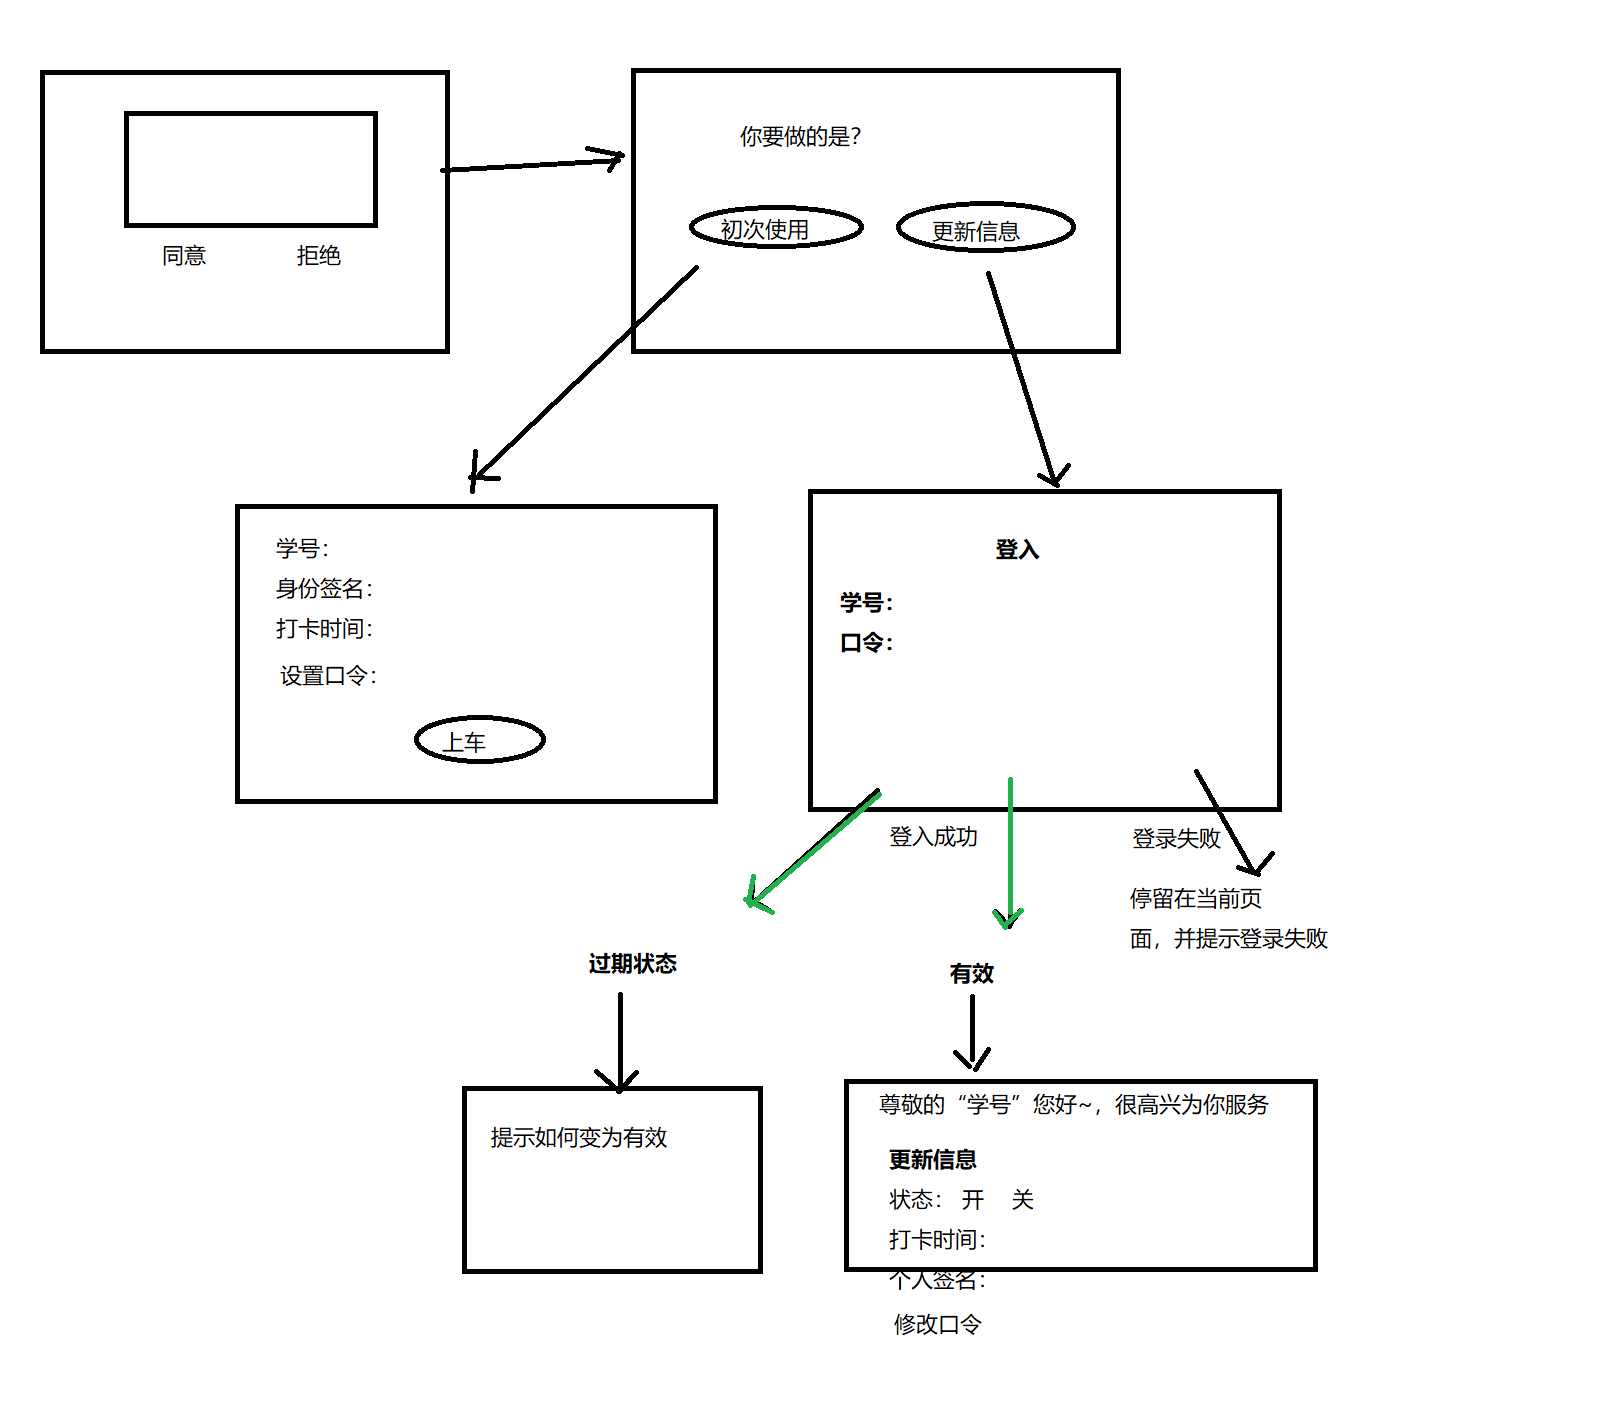 同意 拒绝
你要做的是？
初次使用 更新信息
学号：
身份签名：
打卡时间：
设置口令：
上车
登入
学号：
口令：
登入成功 登录失败
停留在当前页
面，并提示登录失败
过期状态
有效
提示如何变为有效
尊敬的“学号”您好~，很高兴为你服务
更新信息
状态： 开 关
打卡时间：
个人签名：
修改口令